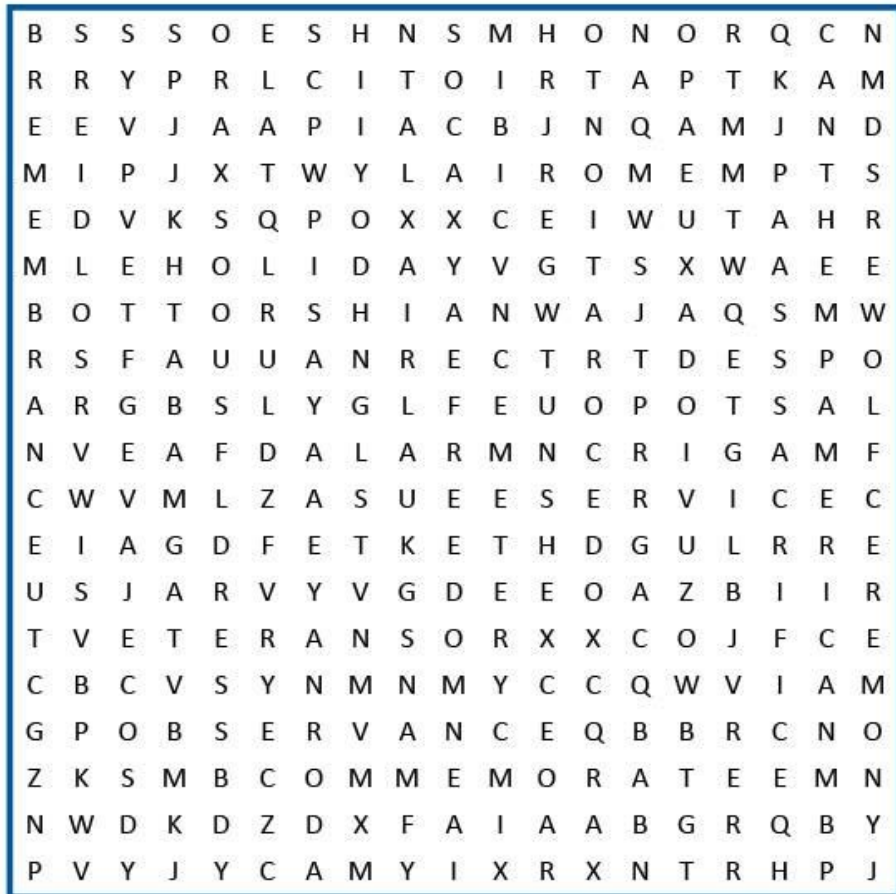 B S S S O E S H N S M H O N O R Q C N
R R Y P R L C I T O I R T A P T K A M
E E V J A A P I A C B J N Q A M J N D
M I P J X T W Y L A I R O M E M P T S
E D V K S Q P O X X C E I W U T A H R
M L E H O L I D A Y V G T S X W A E E
B O T T O R S H I A N W A J A Q S M W
R S F A U U A N R E C T R T D E S P O
A R G B S L Y G L F E U O P O T S A L
N V E A F D A L A R M N C R I G A M F
C W V M L Z A S U E E S E R V I C E C
E I A G D F E T K E T H D G U L R R E
U S J A R V Y V G D E E O A Z B I I R
T V E T E R A N S O R X X C O J F C E
C B C V S Y N M N M Y C C Q W V I A M
G P O B S E R V A N C E Q B B R C N O
Z K S M B C O M M E M O R A T E E M N
N W D K D Z D X F A I A A B G R Q B Y
P V Y J Y C A M Y I X R X N T R H P J